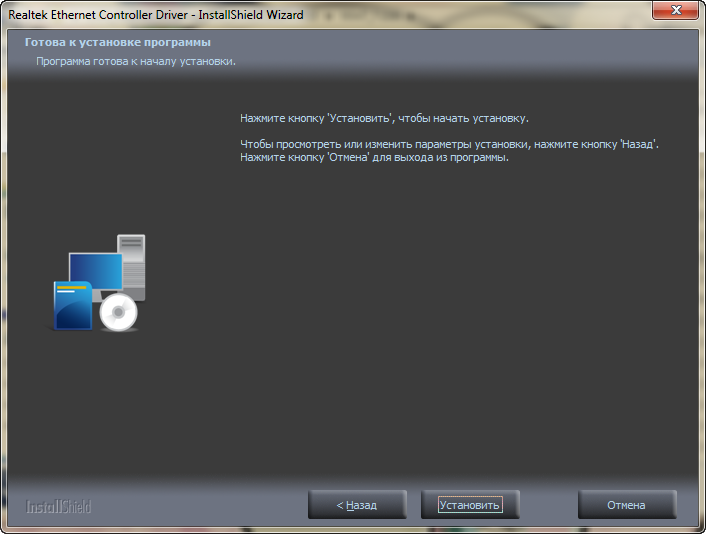 Realtek Ethernet Controller Driver - InstallShield Wizard
Готова к установке программы
Программа готова к началу установки.
Нажмите кнопку 'Установить', чтобы начать установку.
Чтобы просмотреть или изменить параметры установки, нажмите кнопку 'Назад'.
Нажмите кнопку 'Отмена' для выхода из программы.
InstallShield
< Назад
Установить
Отмена